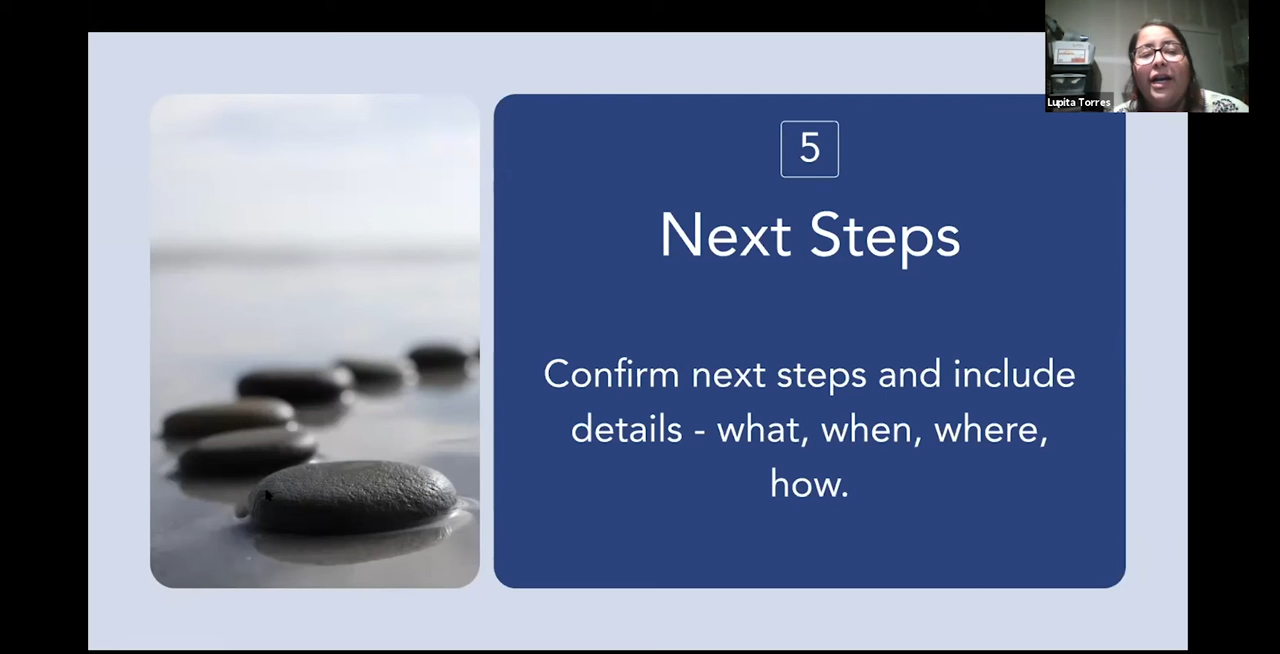 Lupita Torres
5
Next Steps
Confirm next steps and include
details - what, when, where,
how.